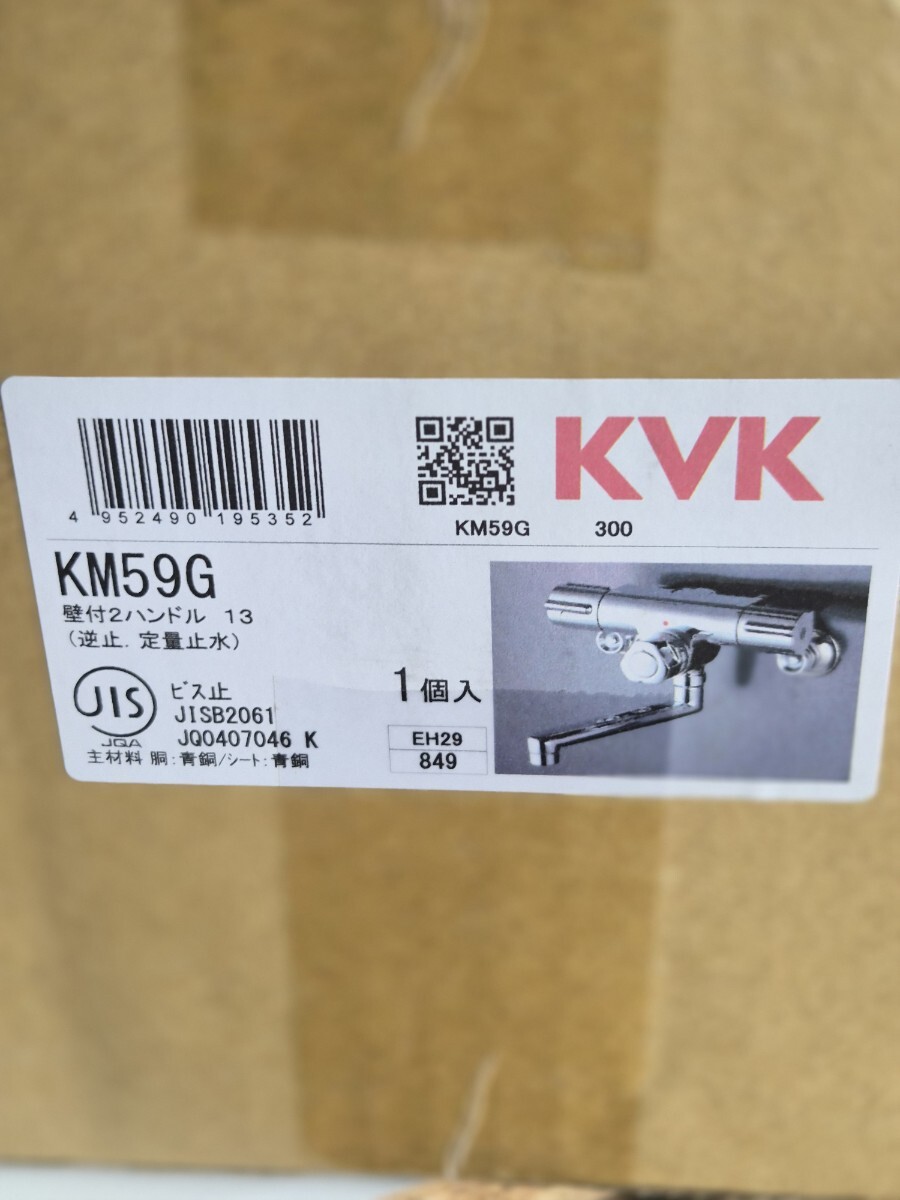 4 952490 195352
KVK
KM59G 300
KM59G
壁付2ハンドル 13
(逆止. 定量止水)
JIS
JQA
ビス止
JISB2061
JQ0407046 K
主材料 胴:青銅/シート:青銅
1個入
EH29
849